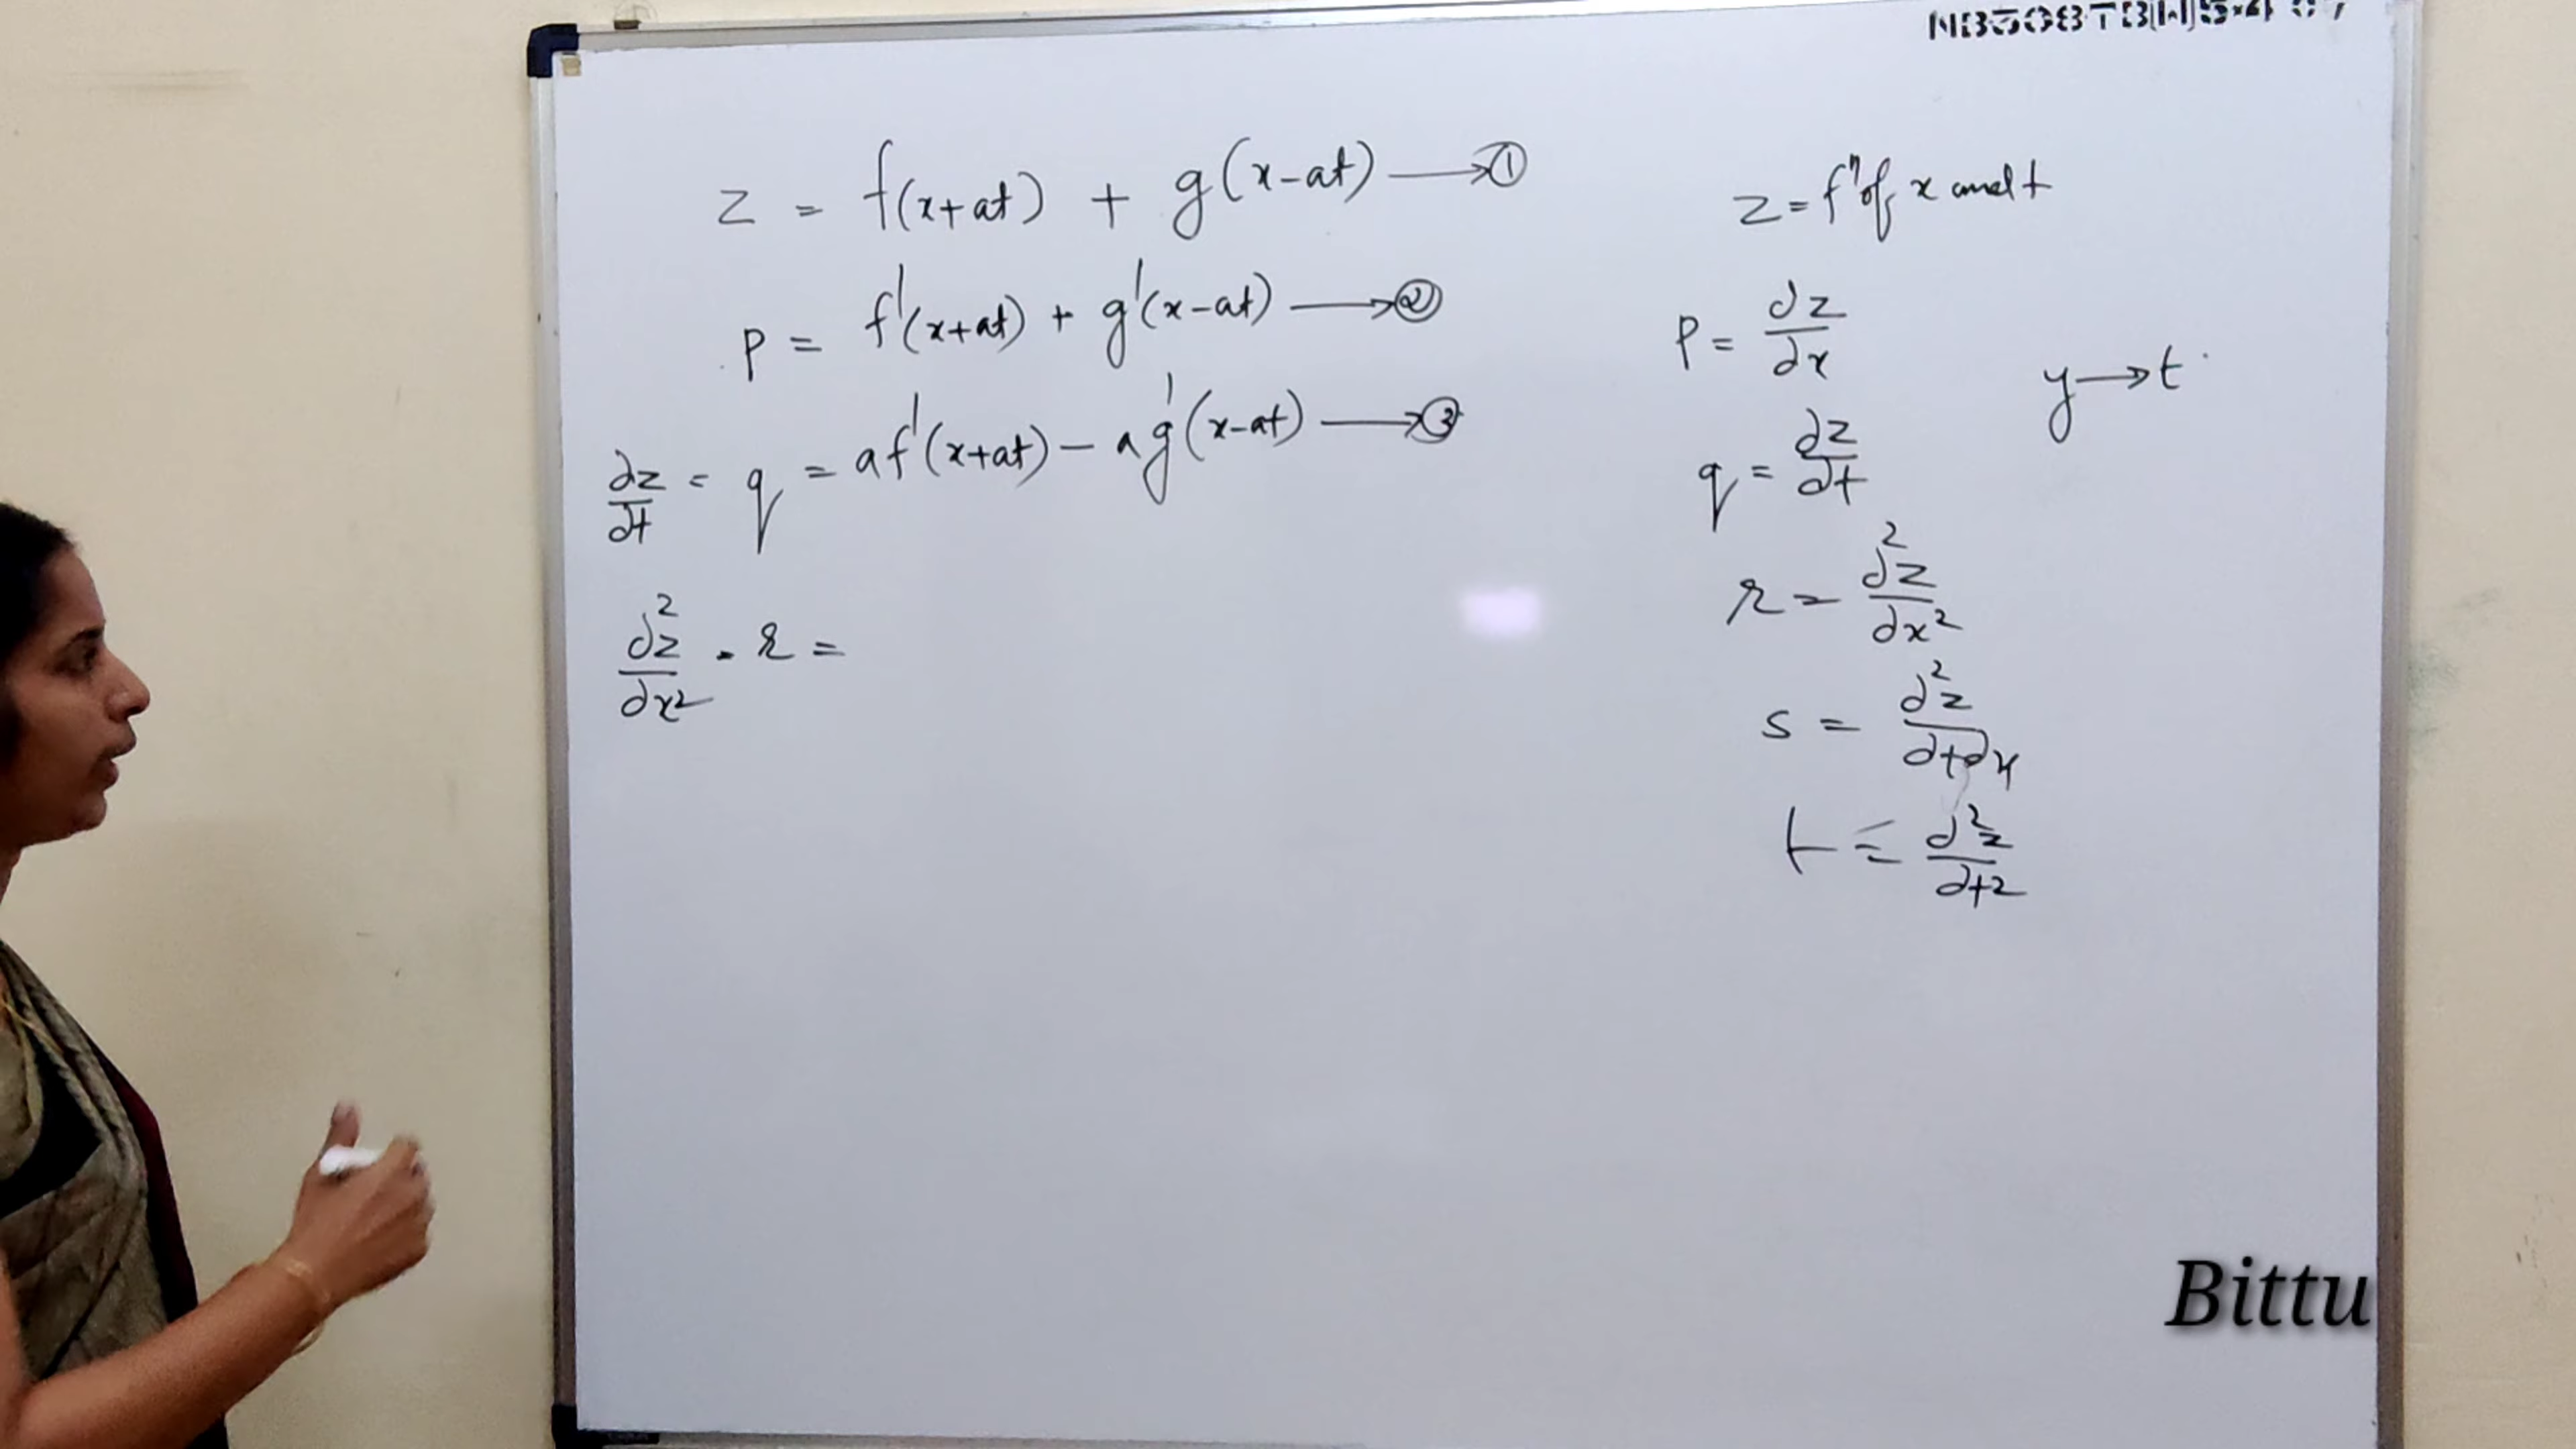 z = f(x+at) + g(x-at) → ①
p = f'(x+at) + g'(x-at) → ②
∂z/∂t = q = af'(x+at) - ag'(x-at) → ③
∂²z/∂x² = r =
z = fⁿ of x and t
p = ∂z/∂x
y → t
q = ∂z/∂t
r = ∂²z/∂x²
s = ∂²z/∂t∂x
t = ∂²z/∂t²
Bittu